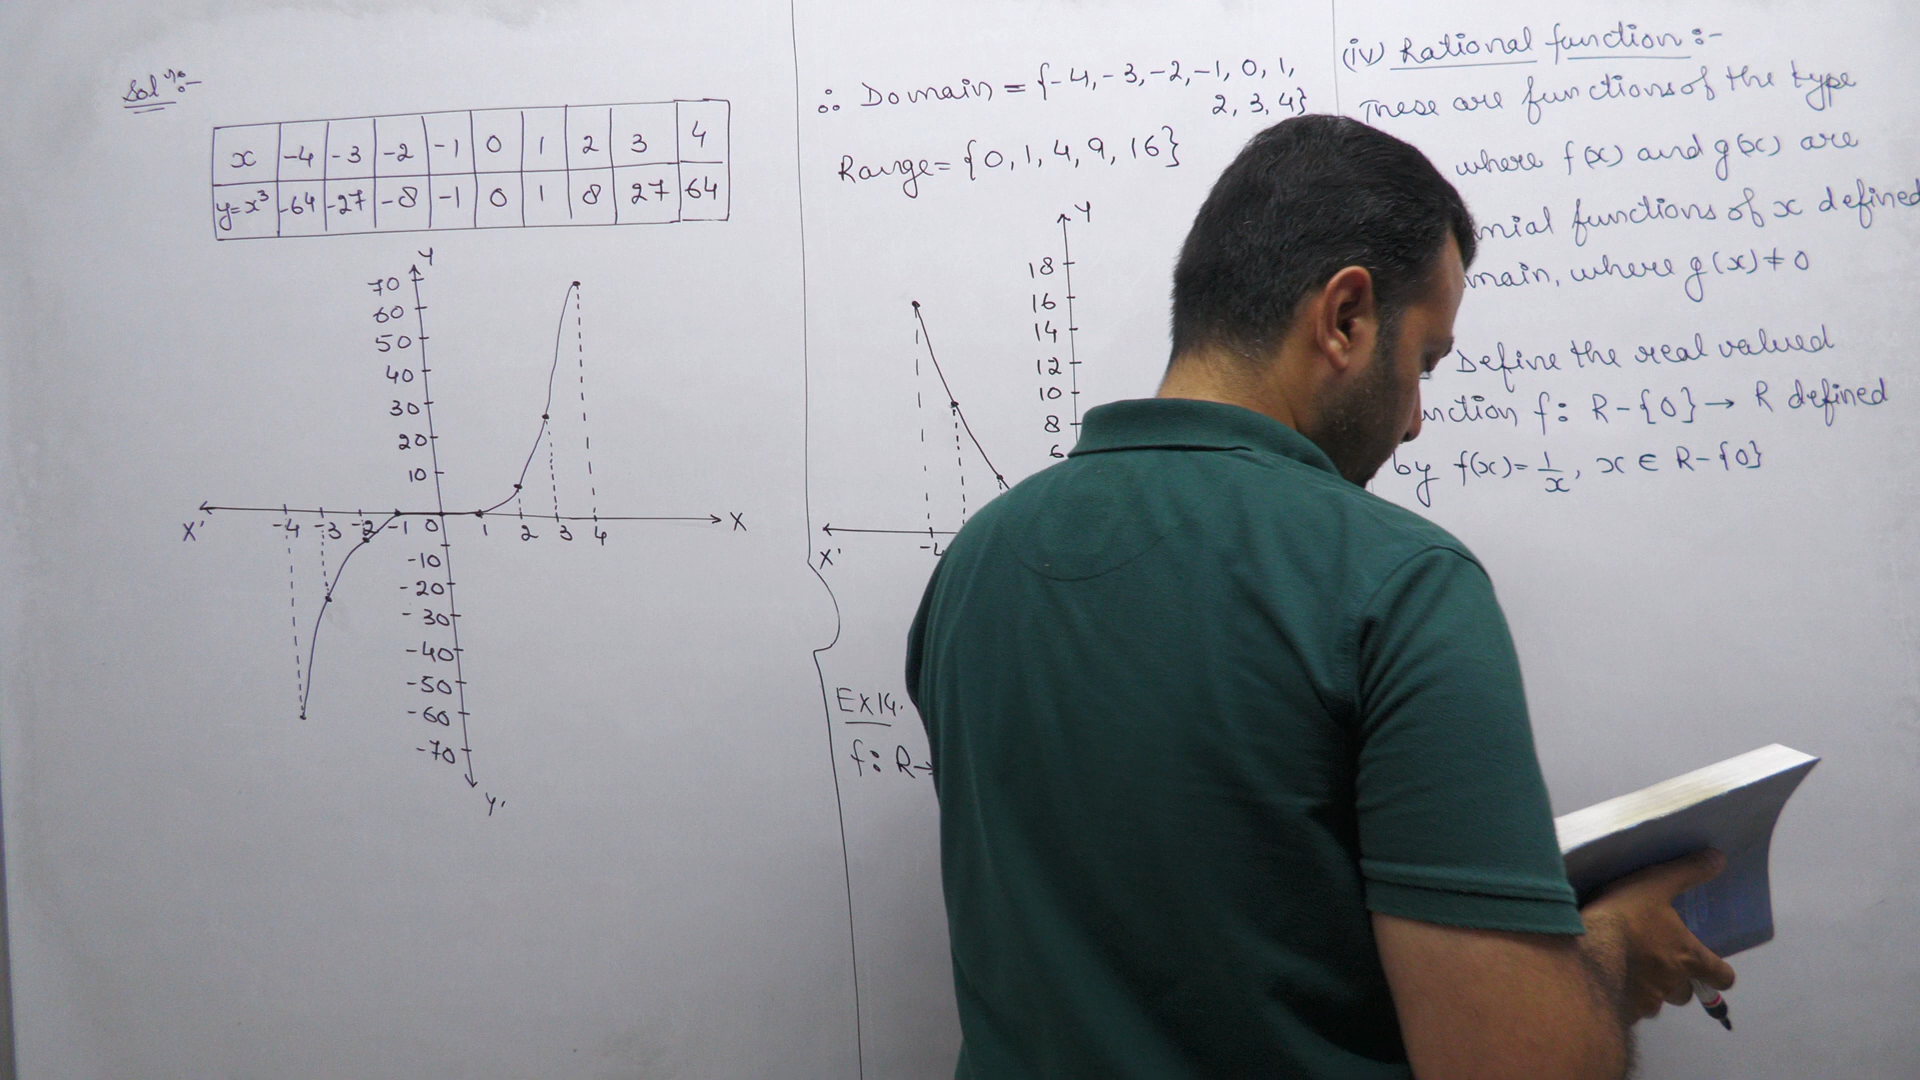 Solⁿ:-
x -4 -3 -2 -1 0 1 2 3 4
y=x³ -64 -27 -8 -1 0 1 8 27 64
Y
70
60
50
40
30
20
10
X' -4 -3 -2 -1 0 1 2 3 4 X
-10
-20
-30
-40
-50
-60
-70
Y'
∴ Domain = {-4, -3, -2, -1, 0, 1,
2, 3, 4}
Range = {0, 1, 4, 9, 16}
Y
18
16
14
12
10
8
6
X'
Ex14.
f: R→
(iv) Rational function :-
These are functions of the type
where f(x) and g(x) are
functions of x defined
where g(x) ≠ 0
Define the real valued
f: R-{0} → R defined
by f(x) = 1/x, x ∈ R-{0}